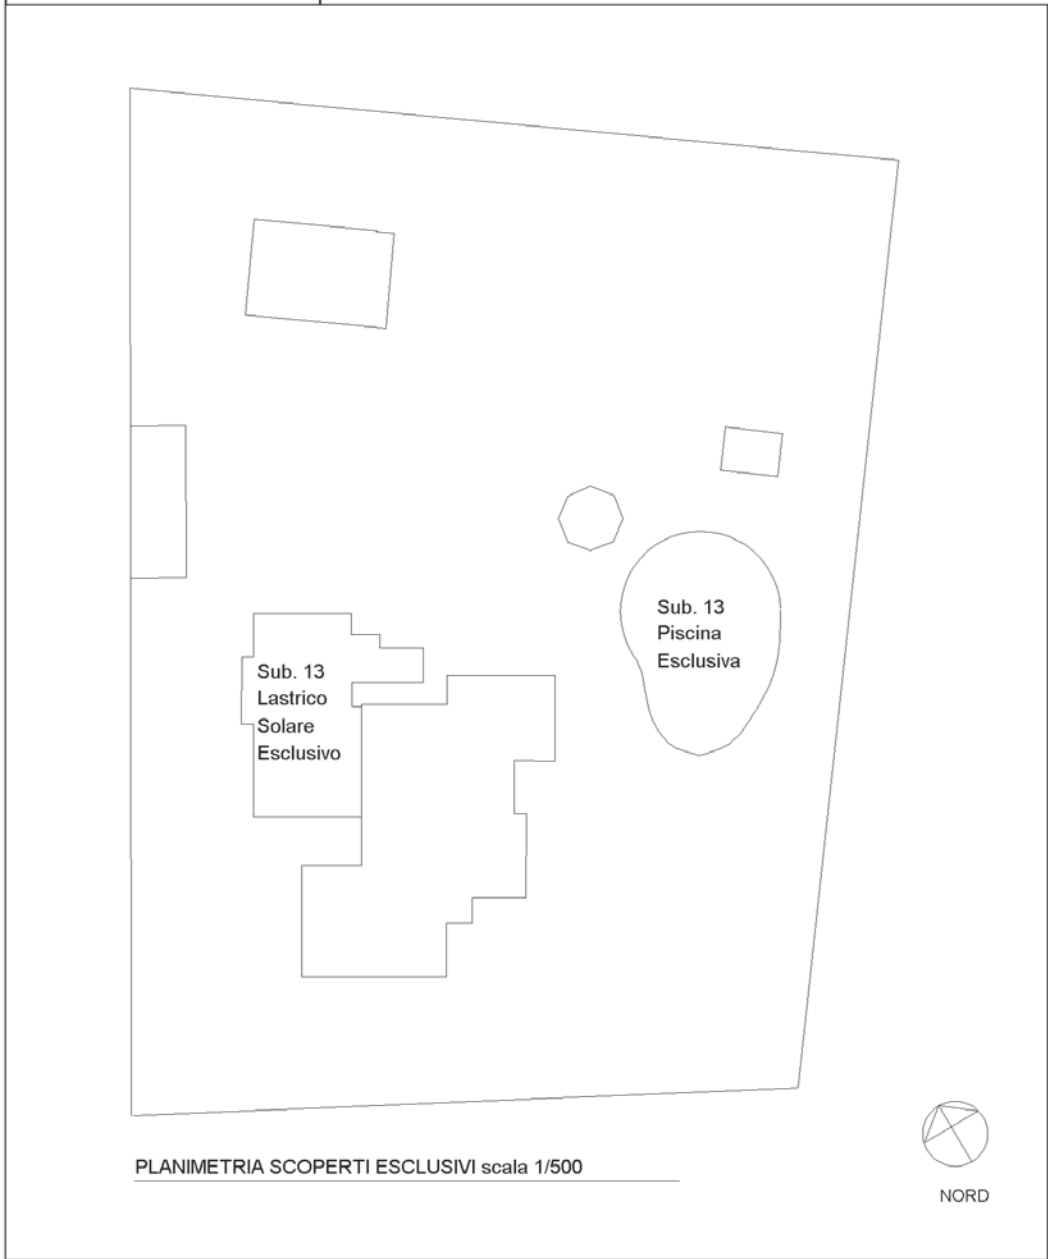 Sub. 13
Piscina
Esclusiva
Sub. 13
Lastrico
Solare
Esclusivo
PLANIMETRIA SCOPERTI ESCLUSIVI scala 1/500
NORD